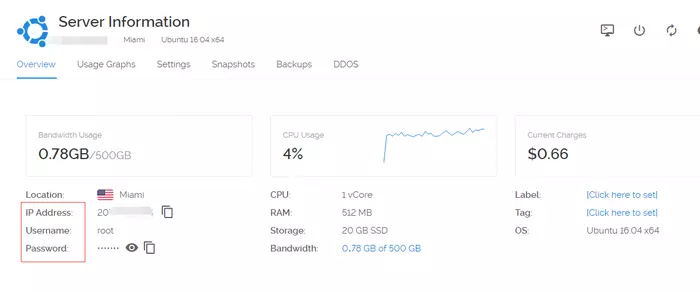 Server Information
Miami Ubuntu 16.04 x64
Overview Usage Graphs Settings Snapshots Backups DDOS
Bandwidth Usage CPU Usage Current Charges
0.78GB/500GB 4% $0.66
Location: Miami CPU: 1 vCore Label: [Click here to set]
IP Address: 20 RAM: 512 MB Tag: [Click here to set]
Username: root Storage: 20 GB SSD OS: Ubuntu 16.04 x64
Password: ······· Bandwidth: 0.78 GB of 500 GB